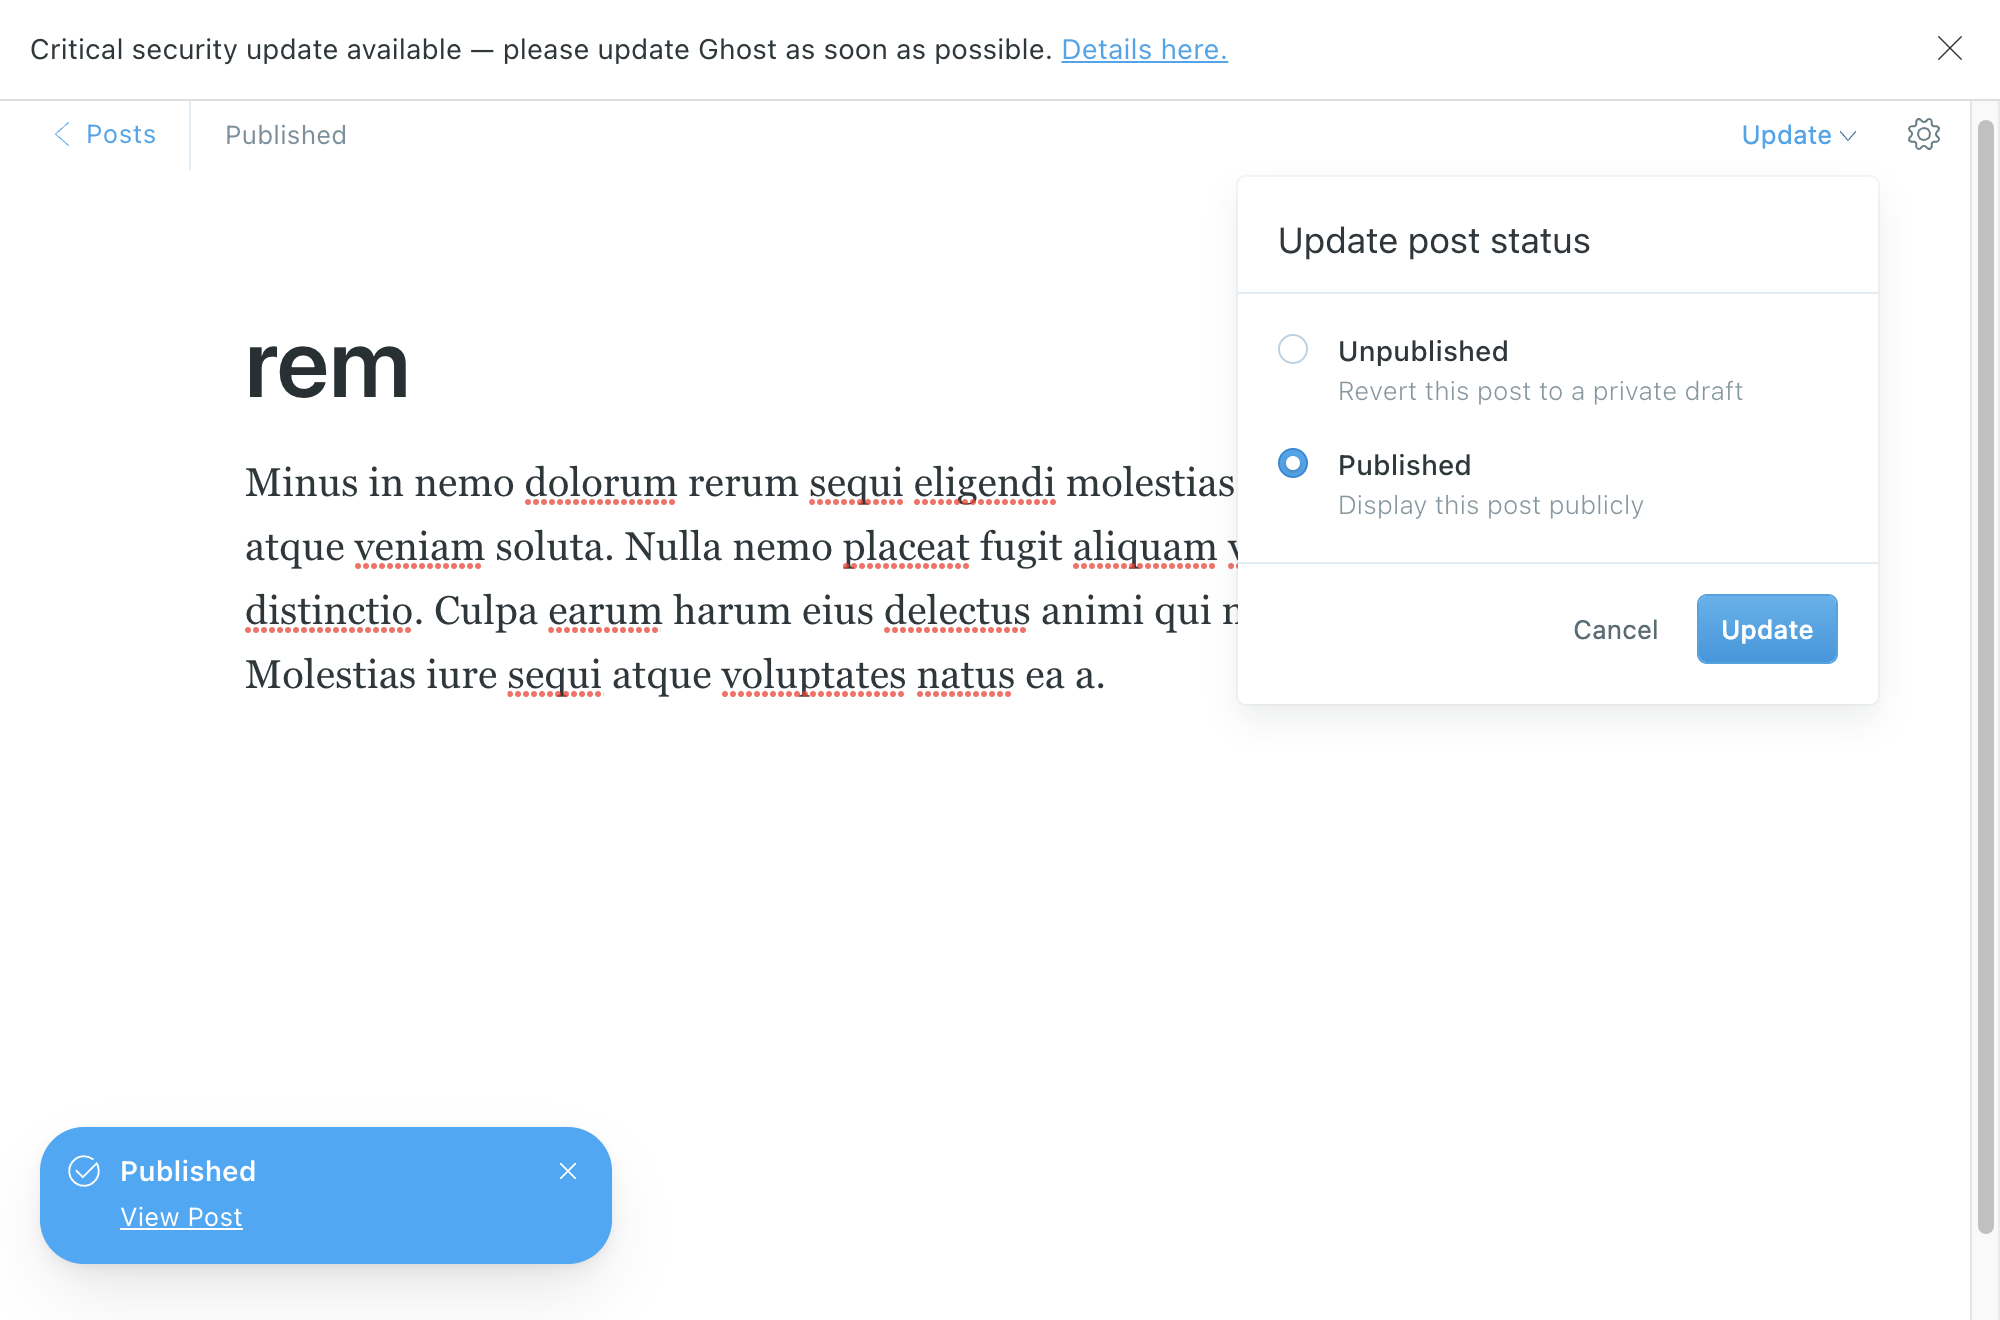 Critical security update available — please update Ghost as soon as possible. Details here.
Posts
Published
Update
Update post status
Unpublished
Revert this post to a private draft
Published
Display this post publicly
Cancel
Update
rem
Minus in nemo dolorum rerum sequi eligendi molestias
atque veniam soluta. Nulla nemo placeat fugit aliquam
distinctio. Culpa earum harum eius delectus animi qui
Molestias iure sequi atque voluptates natus ea a.
Published
View Post